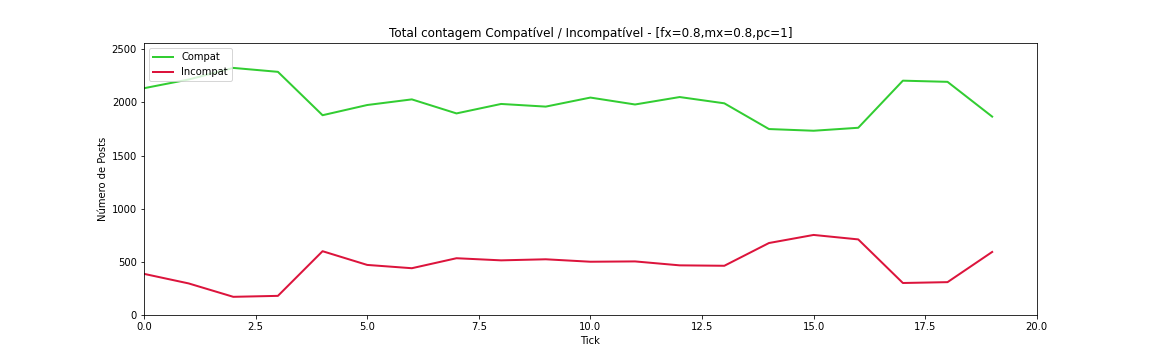 Total contagem Compatível / Incompatível - [fx=0.8,mx=0.8,pc=1]
Compat
Incompat
Número de Posts
2500
2000
1500
1000
500
0
0.0 2.5 5.0 7.5 10.0 12.5 15.0 17.5 20.0
Tick